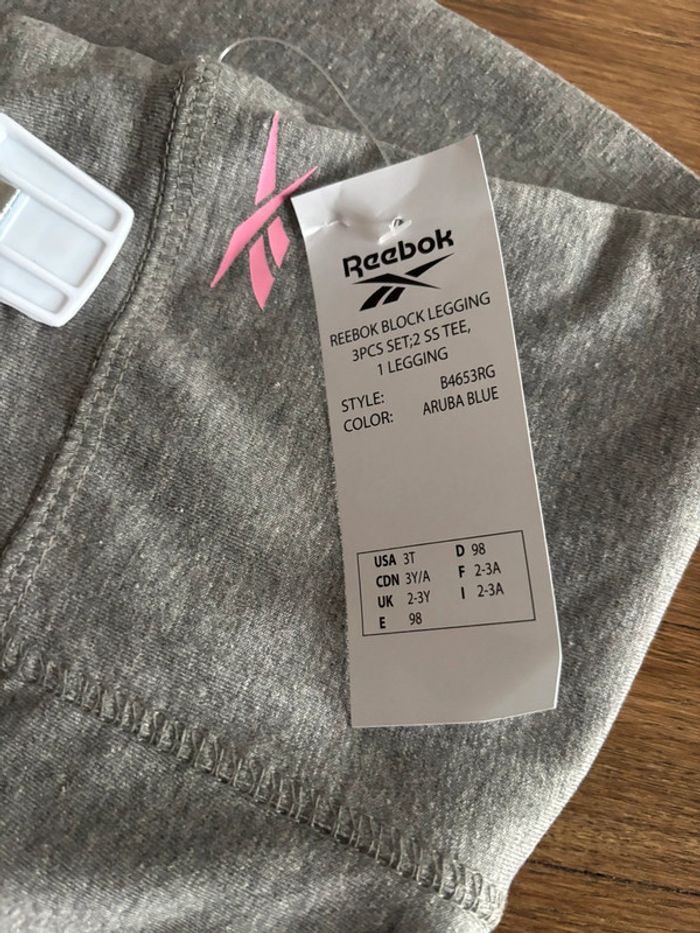 Reebok
REEBOK BLOCK LEGGING
3PCS SET;2 SS TEE,
1 LEGGING
STYLE: B4653RG
COLOR: ARUBA BLUE
USA 3T D 98
CDN 3Y/A F 2-3A
UK 2-3Y I 2-3A
E 98